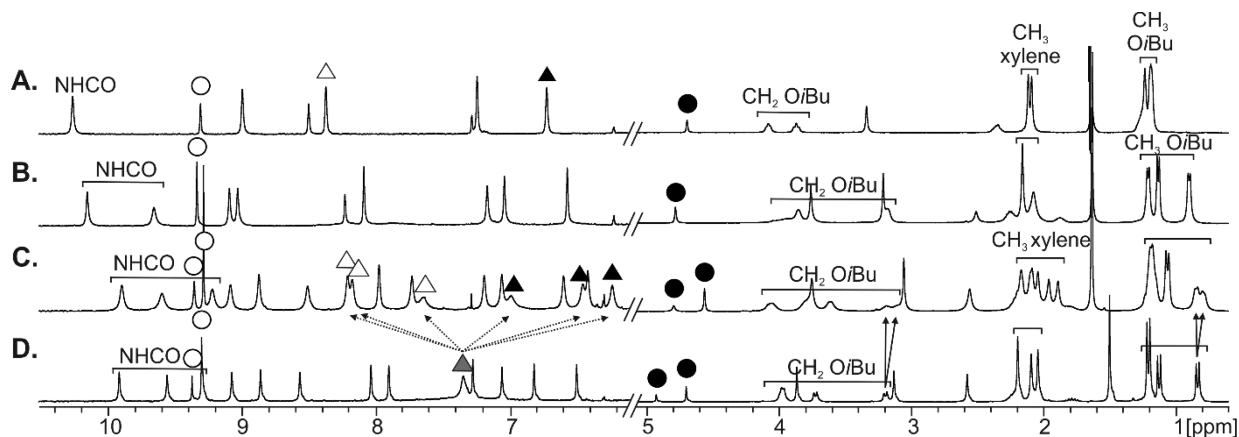 CH₃ xylene
CH₃ OiBu
A. NHCO CH₂ OiBu
B. NHCO CH₂ OiBu CH₃ OiBu
C. NHCO CH₂ OiBu CH₃ xylene
D. NHCO CH₂ OiBu
10 9 8 7 5 4 3 2 1[ppm]